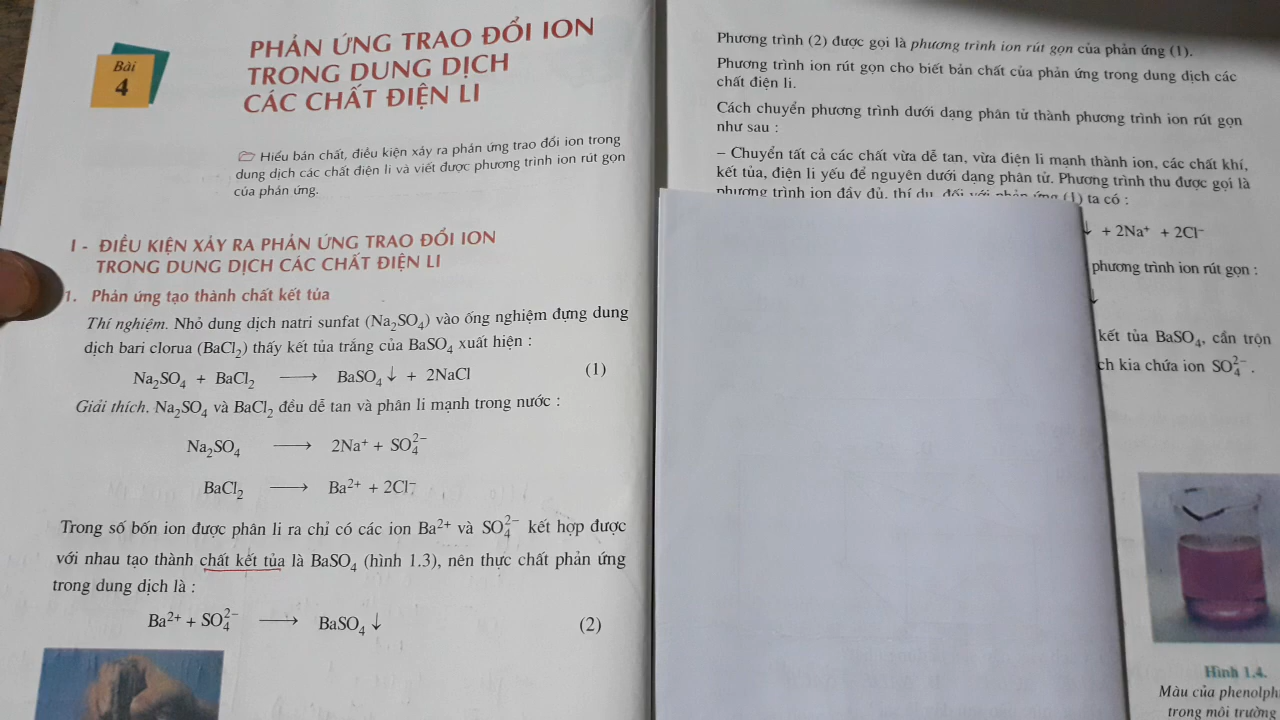 Bài
4
PHẢN ỨNG TRAO ĐỔI ION
TRONG DUNG DỊCH
CÁC CHẤT ĐIỆN LI
Hiểu bản chất, điều kiện xảy ra phản ứng trao đổi ion trong
dung dịch các chất điện li và viết được phương trình ion rút gọn
của phản ứng.
I - ĐIỀU KIỆN XẢY RA PHẢN ỨNG TRAO ĐỔI ION
TRONG DUNG DỊCH CÁC CHẤT ĐIỆN LI
1. Phản ứng tạo thành chất kết tủa
Thí nghiệm. Nhỏ dung dịch natri sunfat (Na₂SO₄) vào ống nghiệm đựng dung
dịch bari clorua (BaCl₂) thấy kết tủa trắng của BaSO₄ xuất hiện :
Na₂SO₄ + BaCl₂ ⟶ BaSO₄↓ + 2NaCl (1)
Giải thích. Na₂SO₄ và BaCl₂ đều dễ tan và phân li mạnh trong nước :
Na₂SO₄ ⟶ 2Na⁺ + SO₄²⁻
BaCl₂ ⟶ Ba²⁺ + 2Cl⁻
Trong số bốn ion được phân li ra chỉ có các ion Ba²⁺ và SO₄²⁻ kết hợp được
với nhau tạo thành chất kết tủa là BaSO₄ (hình 1.3), nên thực chất phản ứng
trong dung dịch là :
Ba²⁺ + SO₄²⁻ ⟶ BaSO₄↓ (2)
Phương trình (2) được gọi là phương trình ion rút gọn của phản ứng (1).
Phương trình ion rút gọn cho biết bản chất của phản ứng trong dung dịch các
chất điện li.
Cách chuyển phương trình dưới dạng phân tử thành phương trình ion rút gọn
như sau :
– Chuyển tất cả các chất vừa dễ tan, vừa điện li mạnh thành ion, các chất khí,
kết tủa, điện li yếu để nguyên dưới dạng phân tử. Phương trình thu được gọi là
phương trình ion đầy đủ, thí dụ, đối với phản ứng (1) ta có :
↓ + 2Na⁺ + 2Cl⁻
phương trình ion rút gọn :
↓
kết tủa BaSO₄, cần trộn
ch kia chứa ion SO₄²⁻.
Hình 1.4.
Màu của phenolph
trong môi trường